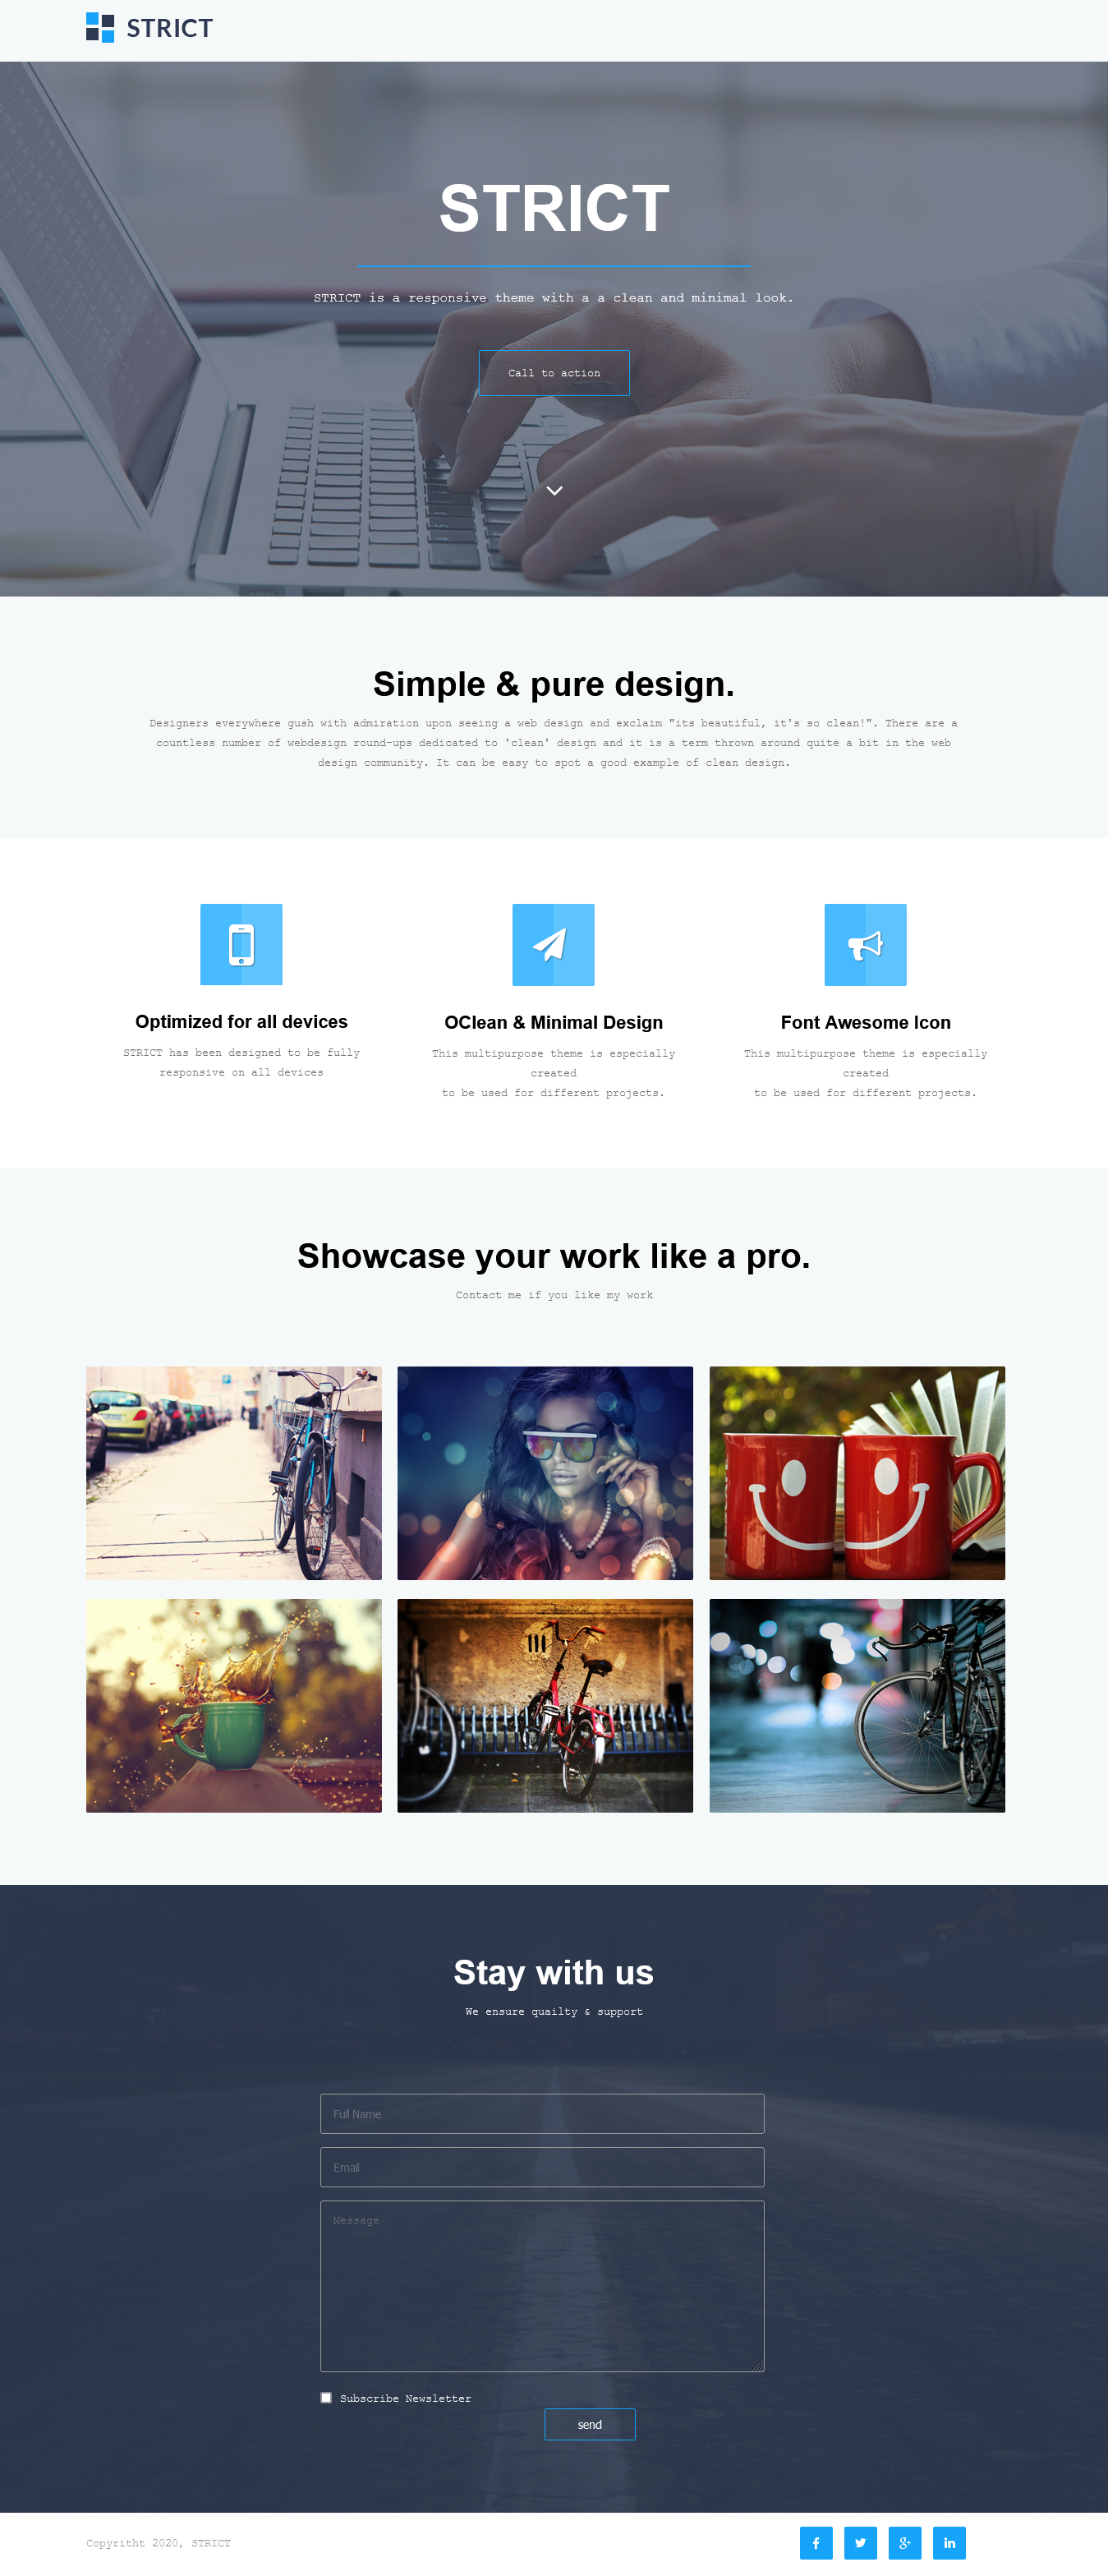 STRICT
STRICT
STRICT is a responsive theme with a a clean and minimal look.
Call to action
Simple & pure design.
Designers everywhere gush with admiration upon seeing a web design and exclaim "its beautiful, it's so clean!". There are a
countless number of webdesign round-ups dedicated to 'clean' design and it is a term thrown around quite a bit in the web
design community. It can be easy to spot a good example of clean design.
Optimized for all devices
STRICT has been designed to be fully
responsive on all devices
OClean & Minimal Design
This multipurpose theme is especially
created
to be used for different projects.
Font Awesome Icon
This multipurpose theme is especially
created
to be used for different projects.
Showcase your work like a pro.
Contact me if you like my work
Stay with us
We ensure quailty & support
Full Name
Email
Message
Subscribe Newsletter
send
Copyritht 2020, STRICT